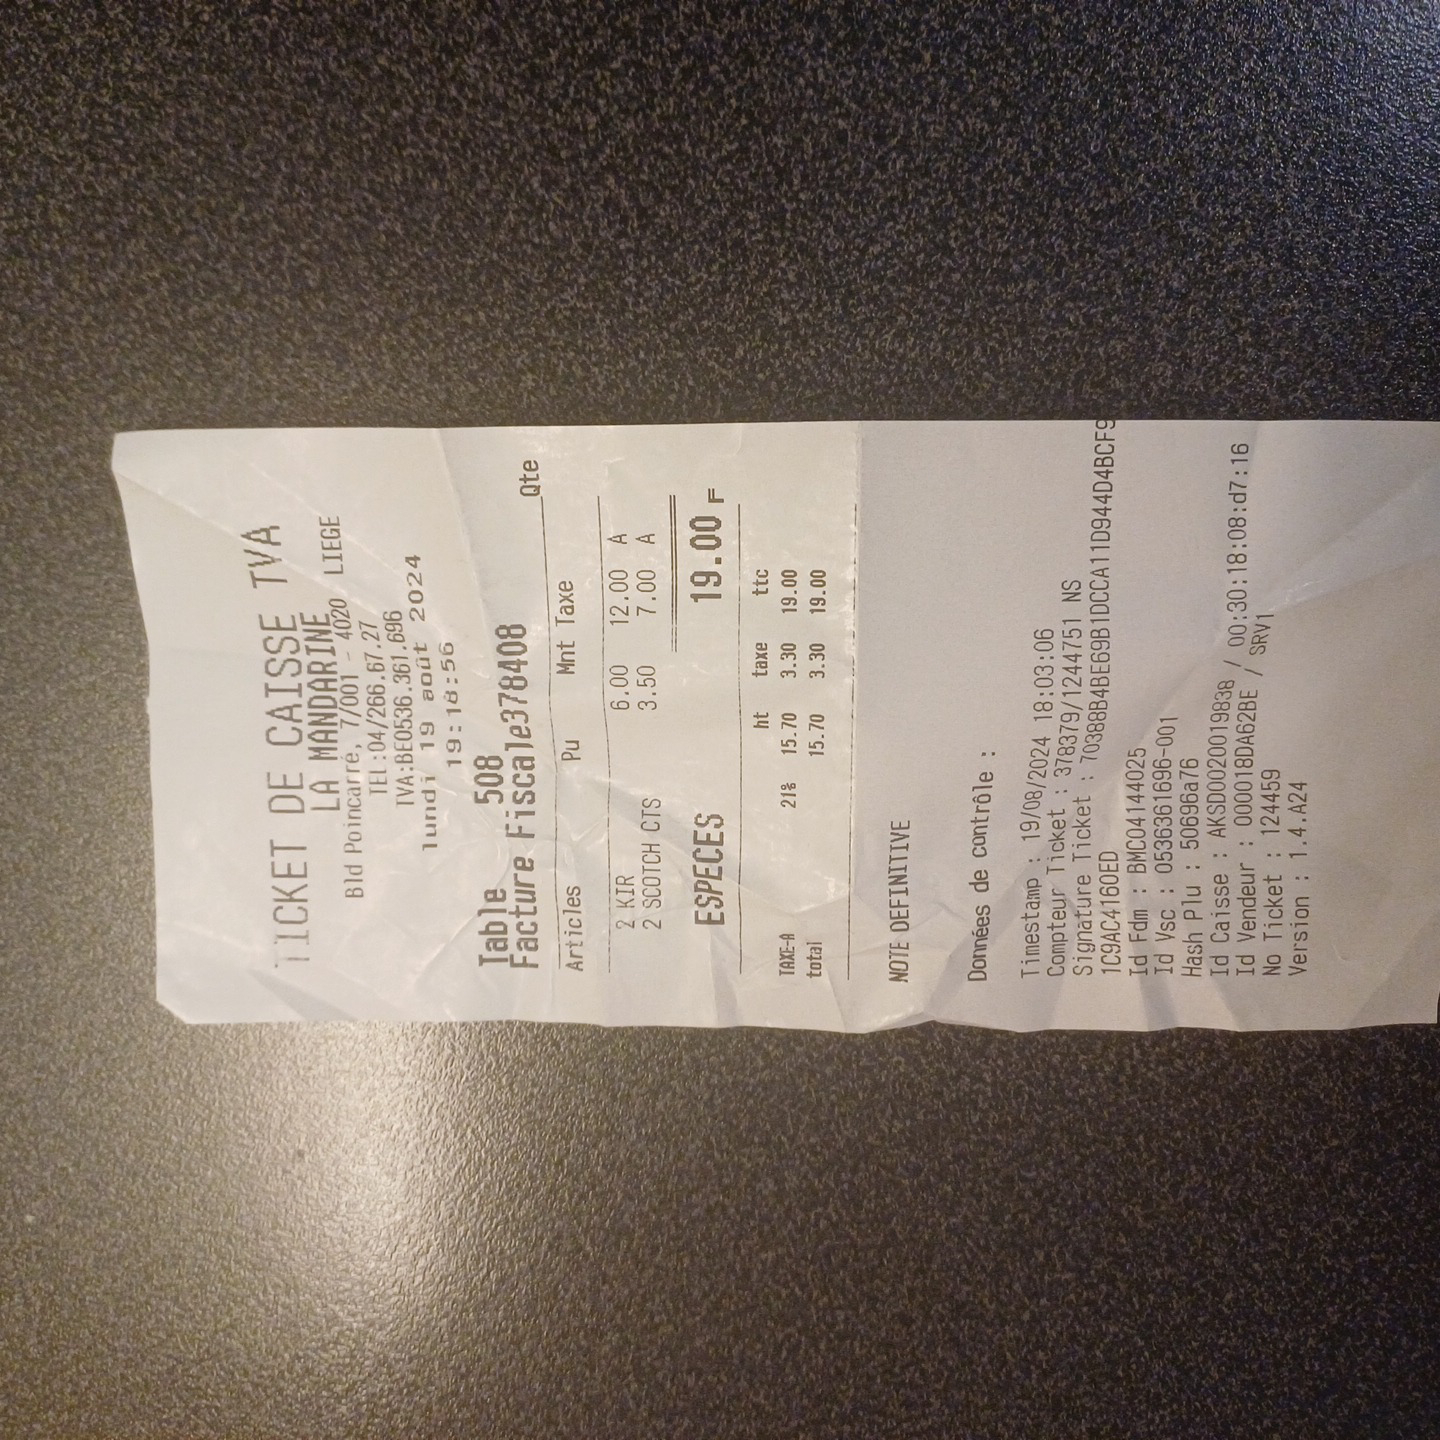 TICKET DE CAISSE TVA
LA MANDARINE
Bld Poincarré, 7/001 - 4020 LIEGE
TEL:04/266.67.27
TVA:BE0536.361.696
lundi 19 août 2024
19:18:56
Table 508
Facture Fiscale378408
Qte
Articles Pu Mnt Taxe
2 KIR 6.00 12.00 A
2 SCOTCH CTS 3.50 7.00 A
ESPECES 19.00 F
ht taxe ttc
TAXE-A 21% 15.70 3.30 19.00
total 15.70 3.30 19.00
NOTE DEFINITIVE
Données de contrôle :
Timestamp : 19/08/2024 18:03:06
Compteur Ticket : 378379/1244751 NS
Signature Ticket : 70388B4BE69B1DCCA11D944D4BCF9
1C9AC4160ED
Id Fdm : BMC04144025
Id Vsc : 0536361696-001
Hash Plu : 50696a76
Id Caisse : AKSD0020019838 / 00:30:18:08:d7:16
Id Vendeur : 000018DA62BE / SRV1
No Ticket : 124459
Version : 1.4.A24